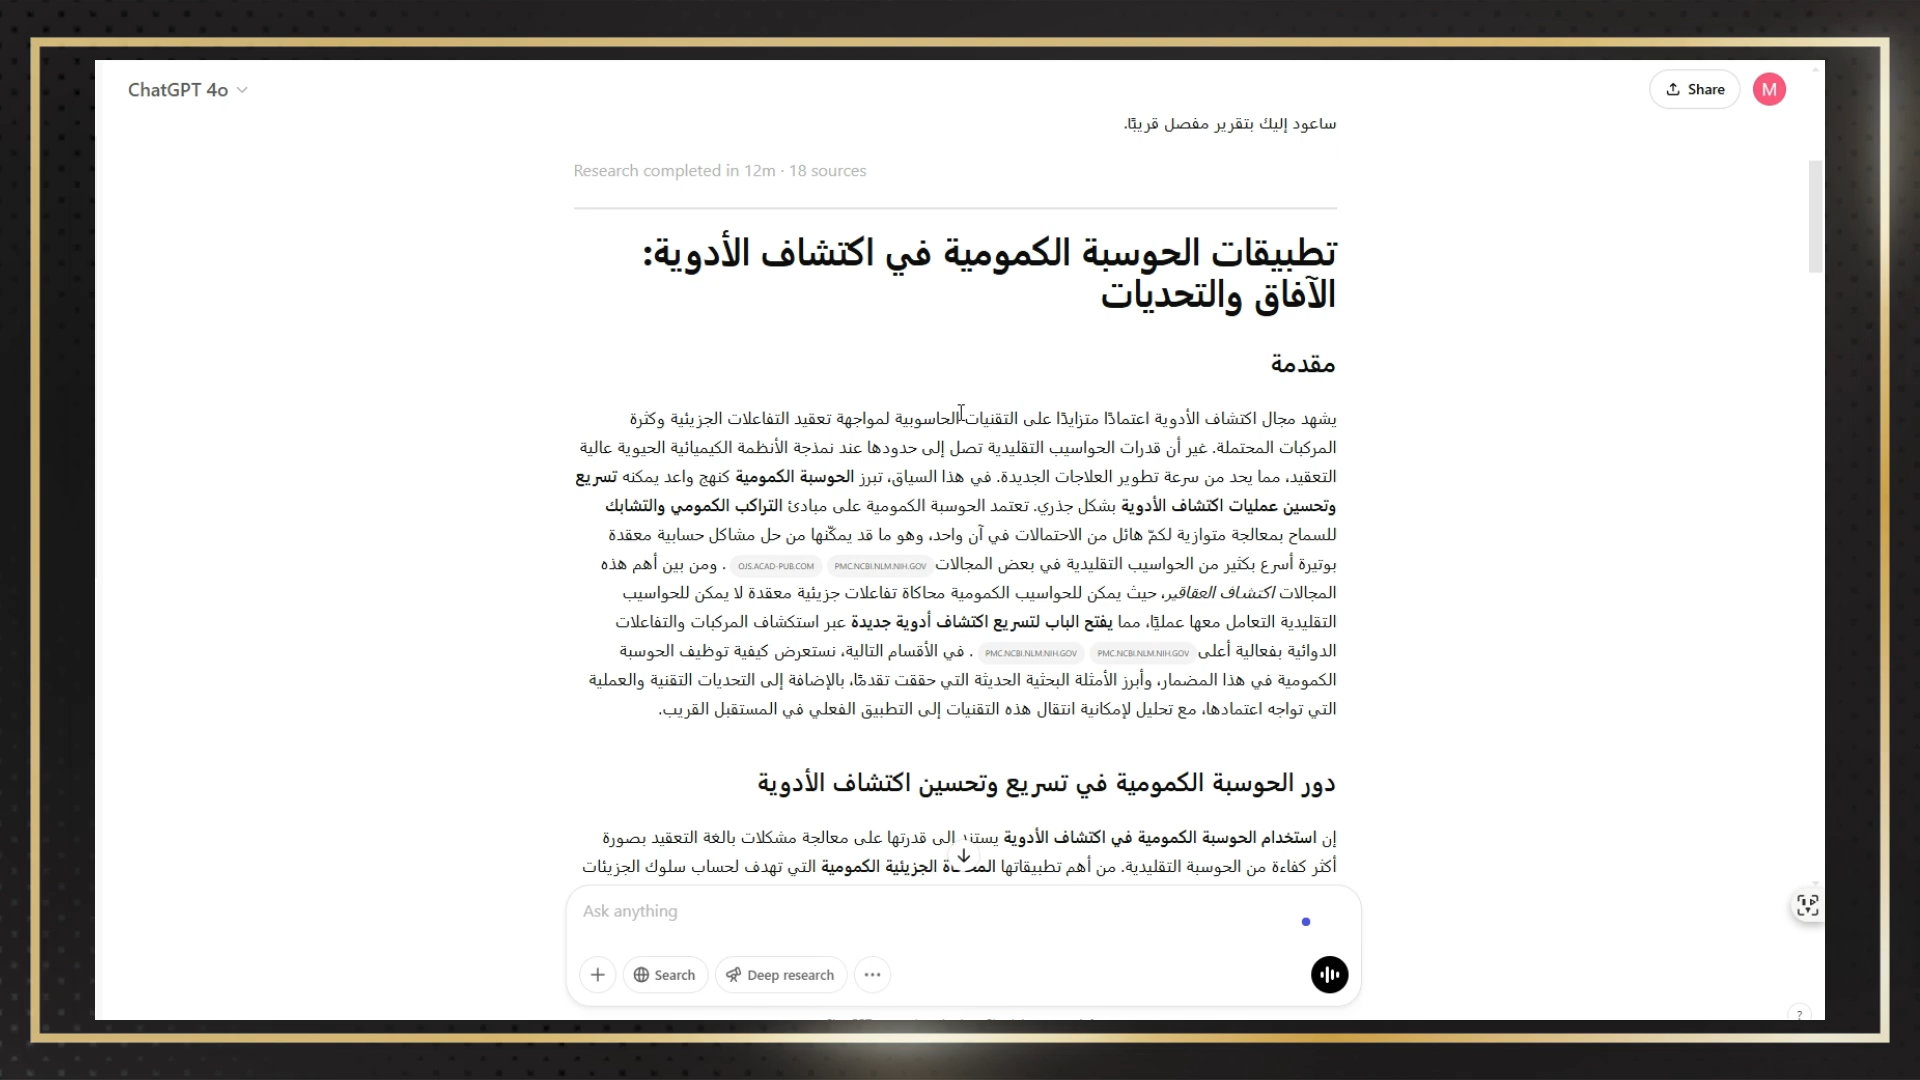 ChatGPT 4o
Share
M
ساعود إليك بتقرير مفصل قريبًا.
Research completed in 12m · 18 sources
تطبيقات الحوسبة الكمومية في اكتشاف الأدوية:
الآفاق والتحديات
مقدمة
يشهد مجال اكتشاف الأدوية اعتمادًا متزايدًا على التقنيات الحاسوبية لمواجهة تعقيد التفاعلات الجزيئية وكثرة
المركبات المحتملة. غير أن قدرات الحواسيب التقليدية تصل إلى حدودها عند نمذجة الأنظمة الكيميائية الحيوية عالية
التعقيد، مما يحد من سرعة تطوير العلاجات الجديدة. في هذا السياق، تبرز الحوسبة الكمومية كنهج واعد يمكنه تسريع
وتحسين عمليات اكتشاف الأدوية بشكل جذري. تعتمد الحوسبة الكمومية على مبادئ التراكب الكمومي والتشابك
للسماح بمعالجة متوازية لكمّ هائل من الاحتمالات في آن واحد، وهو ما قد يمكّنها من حل مشاكل حسابية معقدة
بوتيرة أسرع بكثير من الحواسيب التقليدية في بعض المجالات PMC.NCBI.NLM.NIH.GOV OJS.ACAD-PUB.COM . ومن بين أهم هذه
المجالات اكتشاف العقاقير، حيث يمكن للحواسيب الكمومية محاكاة تفاعلات جزيئية معقدة لا يمكن للحواسيب
التقليدية التعامل معها عمليًا، مما يفتح الباب لتسريع اكتشاف أدوية جديدة عبر استكشاف المركبات والتفاعلات
الدوائية بفعالية أعلى PMC.NCBI.NLM.NIH.GOV PMC.NCBI.NLM.NIH.GOV . في الأقسام التالية، نستعرض كيفية توظيف الحوسبة
الكمومية في هذا المضمار، وأبرز الأمثلة البحثية الحديثة التي حققت تقدمًا، بالإضافة إلى التحديات التقنية والعملية
التي تواجه اعتمادها، مع تحليل لإمكانية انتقال هذه التقنيات إلى التطبيق الفعلي في المستقبل القريب.
دور الحوسبة الكمومية في تسريع وتحسين اكتشاف الأدوية
إن استخدام الحوسبة الكمومية في اكتشاف الأدوية يستند إلى قدرتها على معالجة مشكلات بالغة التعقيد بصورة
أكثر كفاءة من الحوسبة التقليدية. من أهم تطبيقاتها الجزيئية الكمومية التي تهدف لحساب سلوك الجزيئات
Ask anything
Search
Deep research
?